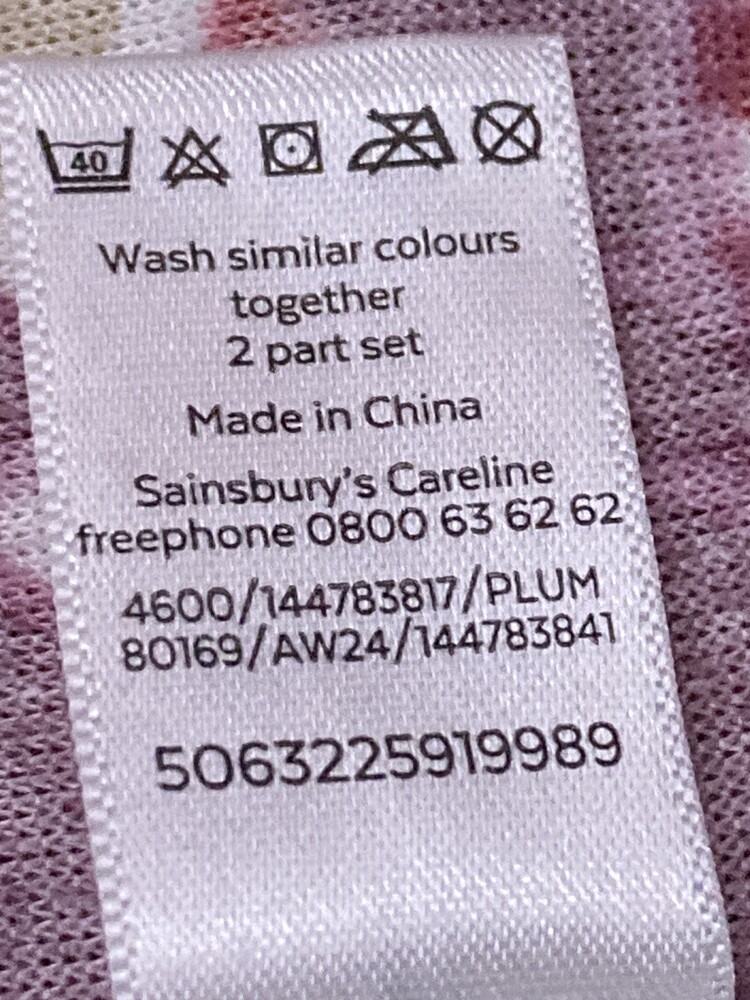 40
Wash similar colours
together
2 part set
Made in China
Sainsbury's Careline
freephone 0800 63 62 62
4600/144783817/PLUM
80169/AW24/144783841
5063225919989